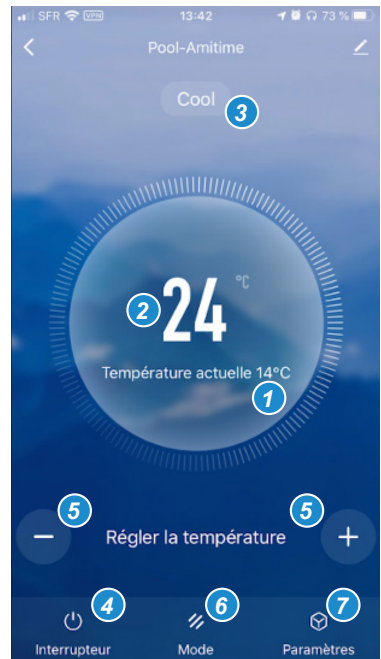 SFR VPN 13:42 73 %
Pool-Amitime
Cool
3
2 24 °C
Température actuelle 14°C
1
5 5
− Régler la température +
4 6 7
Interrupteur Mode Paramètres